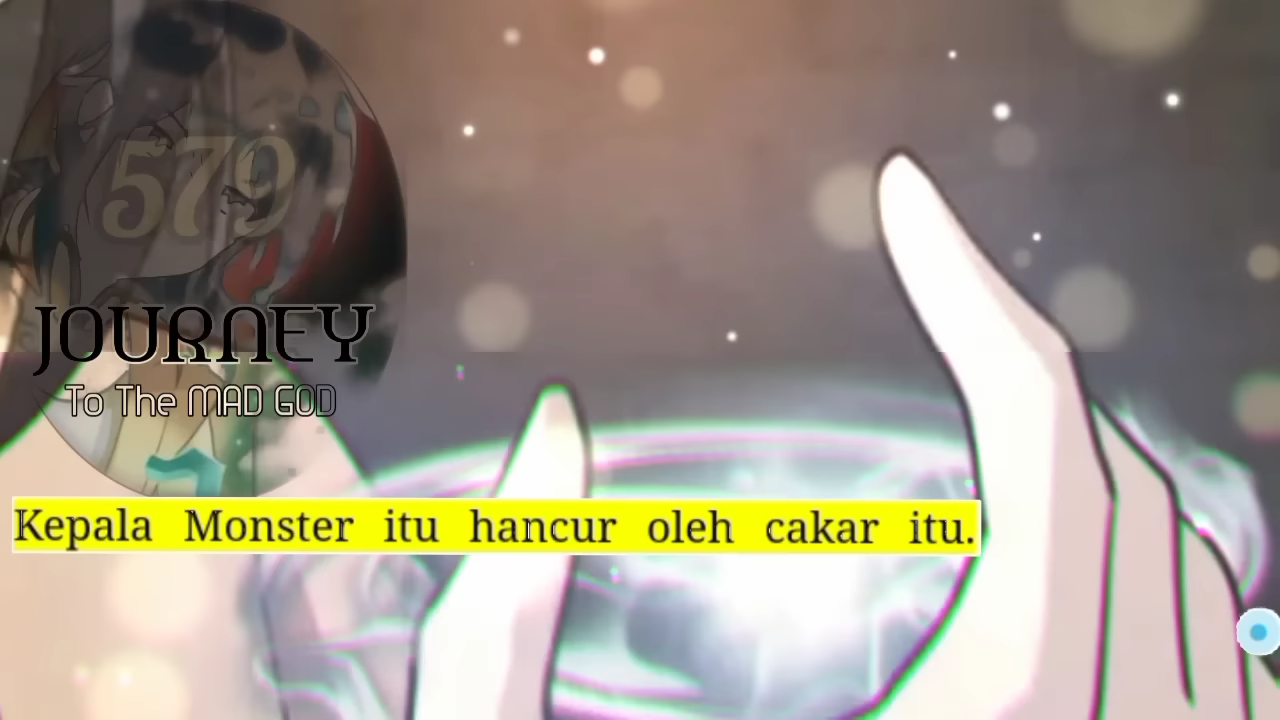 579
JOURNEY
To The MAD GOD
Kepala Monster itu hancur oleh cakar itu.